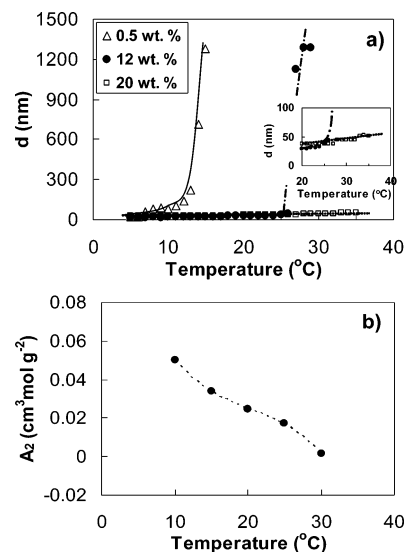 a)
△ 0.5 wt. %
● 12 wt. %
□ 20 wt. %
d (nm)
1500
1200
900
600
300
0
0 10 20 30 40
Temperature (°C)
d (nm)
100
50
0
20 30 40
Temperature (°C)
b)
A2 (cm3mol g-2)
0.08
0.06
0.04
0.02
0
-0.02
0 10 20 30 40
Temperature (°C)